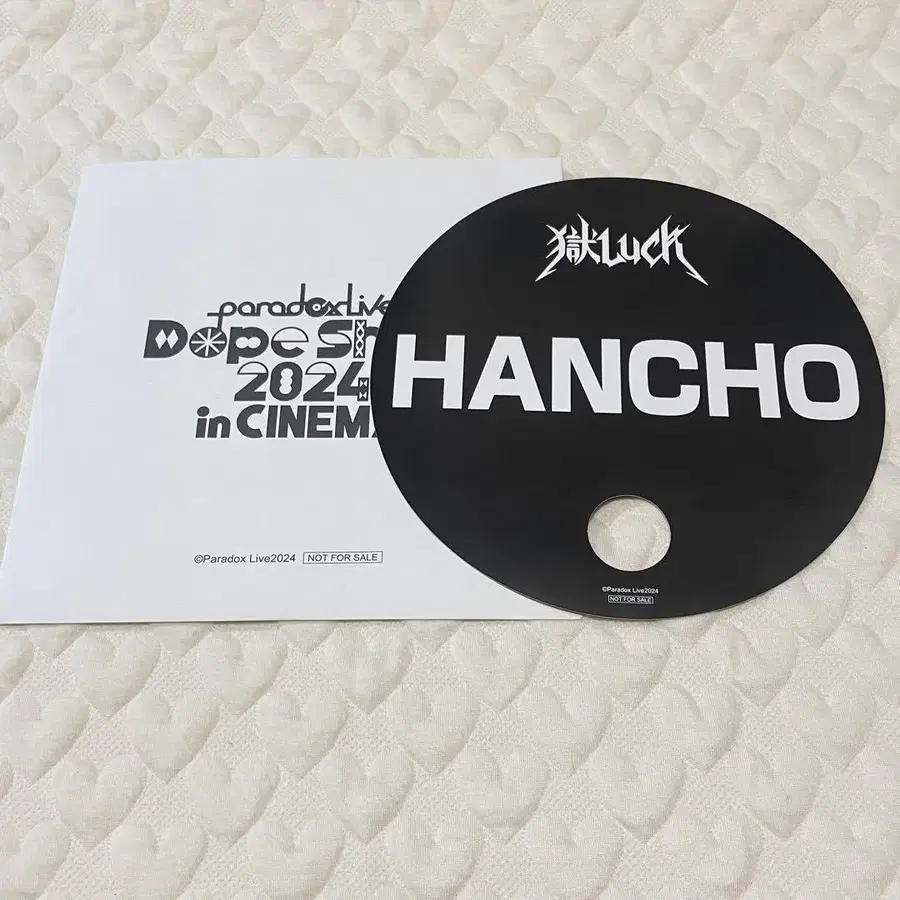 paradox Live
Dope Sh
2024
in CINEMA
©Paradox Live2024 NOT FOR SALE
獄Luck
HANCHO
©Paradox Live2024
NOT FOR SALE